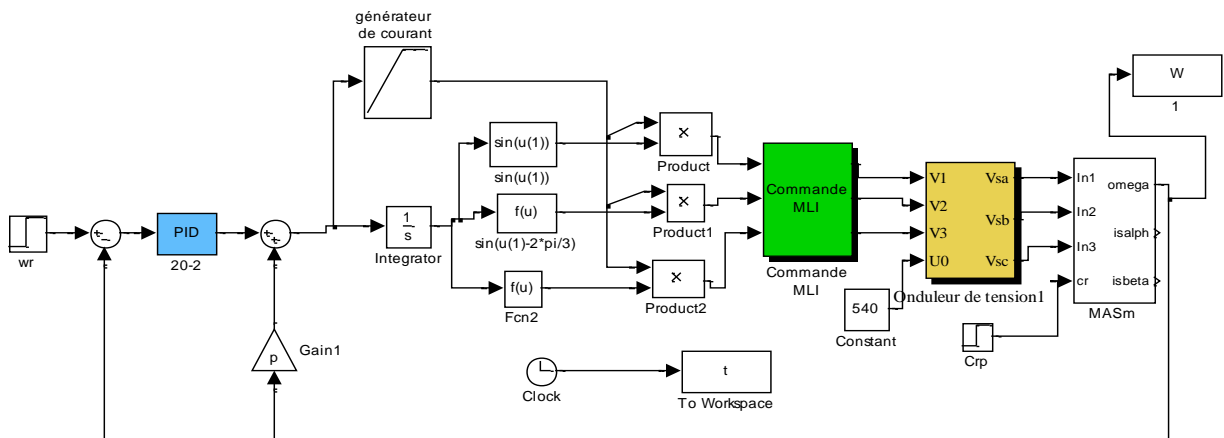 générateur
de courant
W
1
sin(u(1))
sin(u(1))
×
Product
f(u)
sin(u(1)-2*pi/3)
×
Product1
f(u)
Fcn2
×
Product2
Commande
MLI
Commande
MLI
V1
V2
V3
U0
Vsa
Vsb
Vsc
Onduleur de tension1
In1
In2
In3
cr
omega
isalph
isbeta
MASm
wr
+
-
PID
20-2
+
+
1
s
Integrator
540
Constant
Crp
p
Gain1
Clock
t
To Workspace